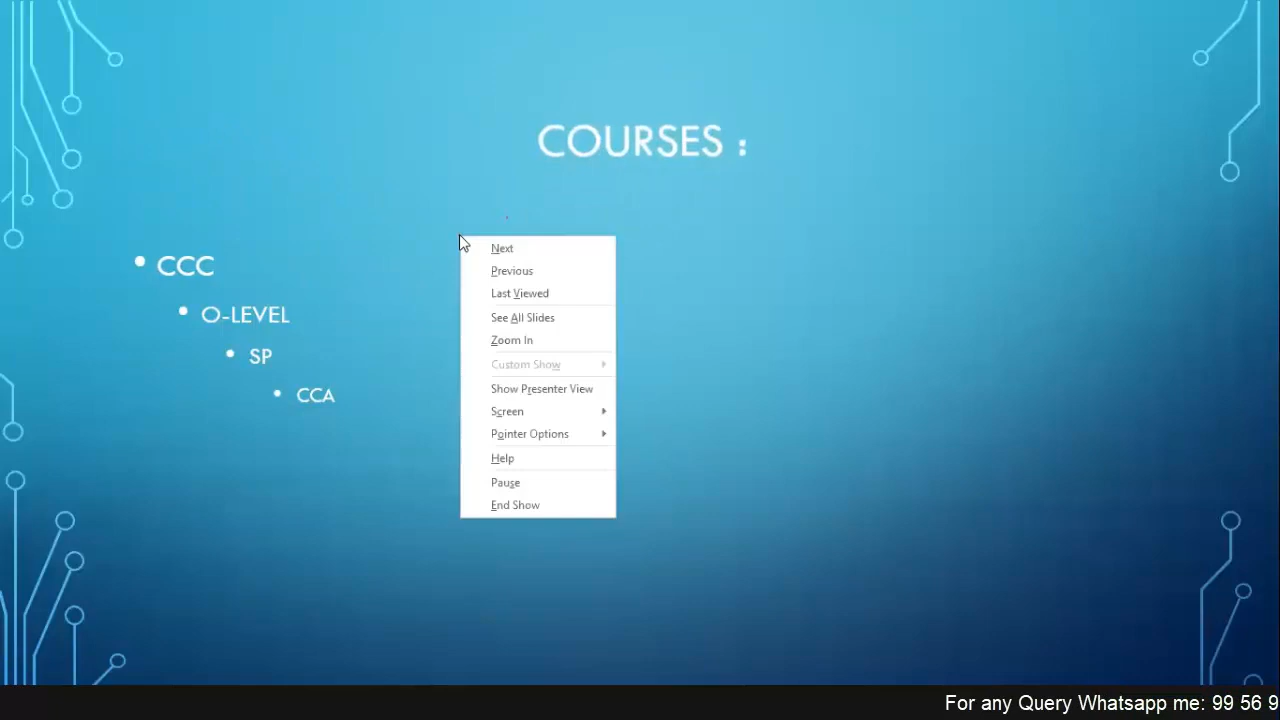 COURSES :
• CCC
• O-LEVEL
• SP
• CCA
Next
Previous
Last Viewed
See All Slides
Zoom In
Custom Show
Show Presenter View
Screen
Pointer Options
Help
Pause
End Show
For any Query Whatsapp me: 99 56 9